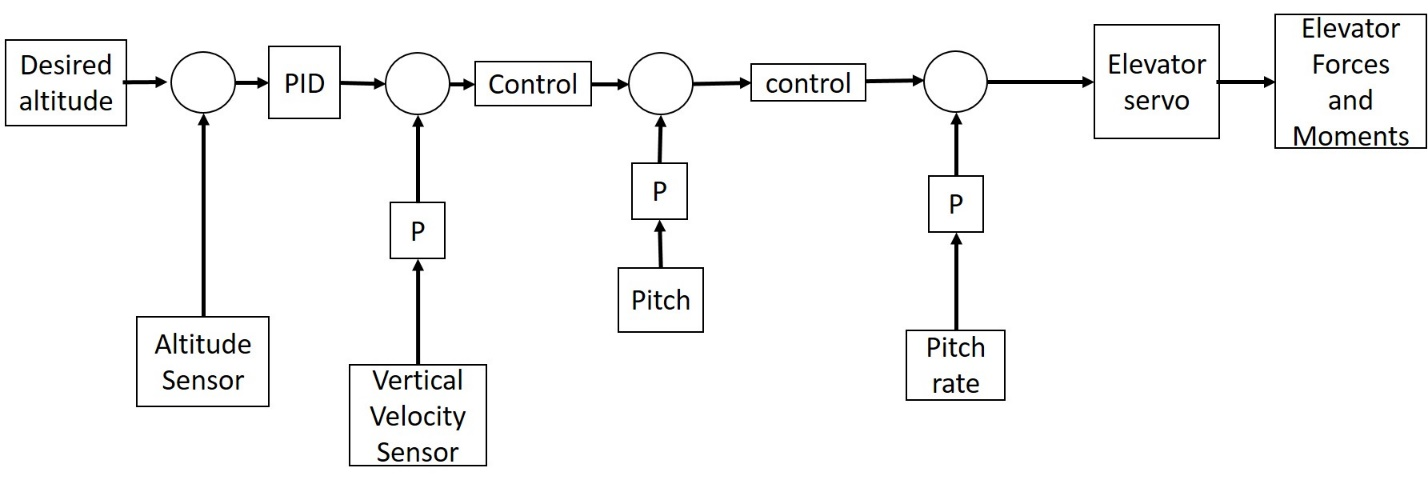 Desired
altitude
PID
Control
control
Elevator
servo
Elevator
Forces
and
Moments
P
P
P
Pitch
Altitude
Sensor
Vertical
Velocity
Sensor
Pitch
rate